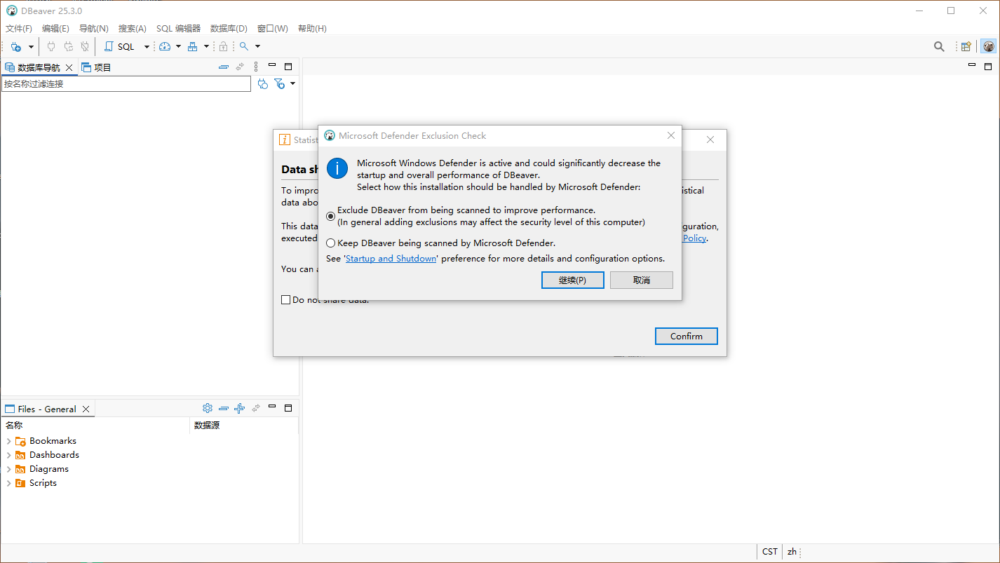 DBeaver 25.3.0
文件(F) 编辑(E) 导航(N) 搜索(A) SQL 编辑器 数据库(D) 窗口(W) 帮助(H)
SQL
数据库导航 项目
按名称过滤连接
Statist
Microsoft Defender Exclusion Check
Microsoft Windows Defender is active and could significantly decrease the
startup and overall performance of DBeaver.
Select how this installation should be handled by Microsoft Defender:
Exclude DBeaver from being scanned to improve performance.
(In general adding exclusions may affect the security level of this computer)
Keep DBeaver being scanned by Microsoft Defender.
See 'Startup and Shutdown' preference for more details and configuration options.
继续(P) 取消
Data sh
To impro istical
data abo
This data guration,
executed Policy.
You can a
Do not share data.
Confirm
Files - General
名称 数据源
Bookmarks
Dashboards
Diagrams
Scripts
CST zh